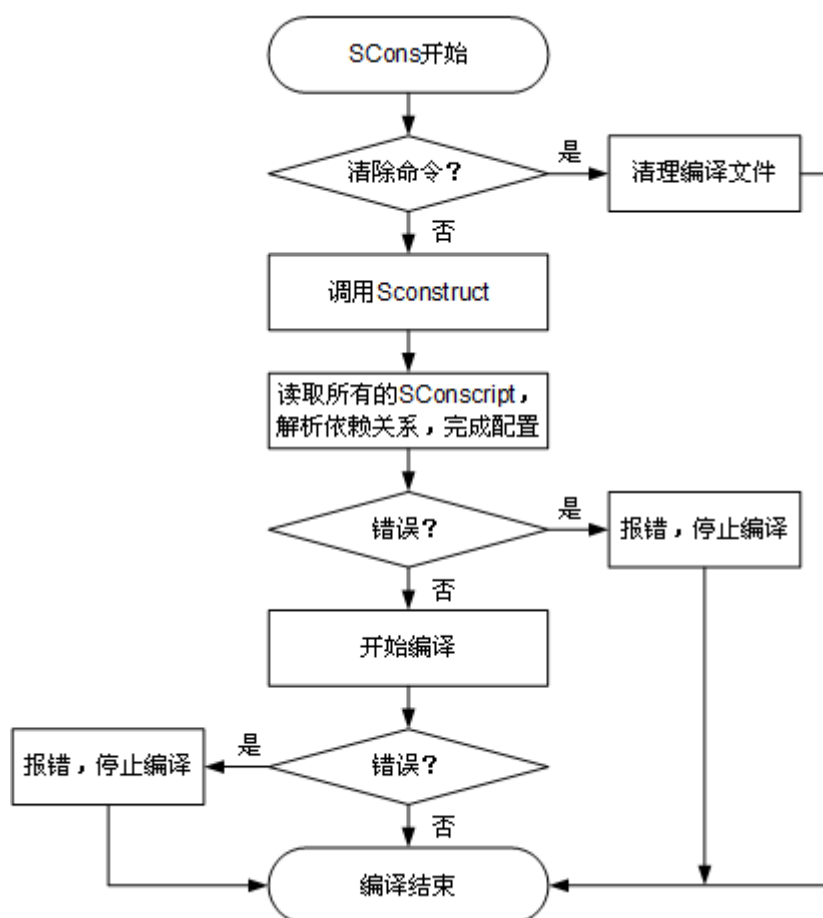 SCons开始
清除命令？
是
清理编译文件
否
调用Sconstruct
读取所有的SConscript，
解析依赖关系，完成配置
错误？
是
报错，停止编译
否
开始编译
报错，停止编译
是
错误？
否
编译结束